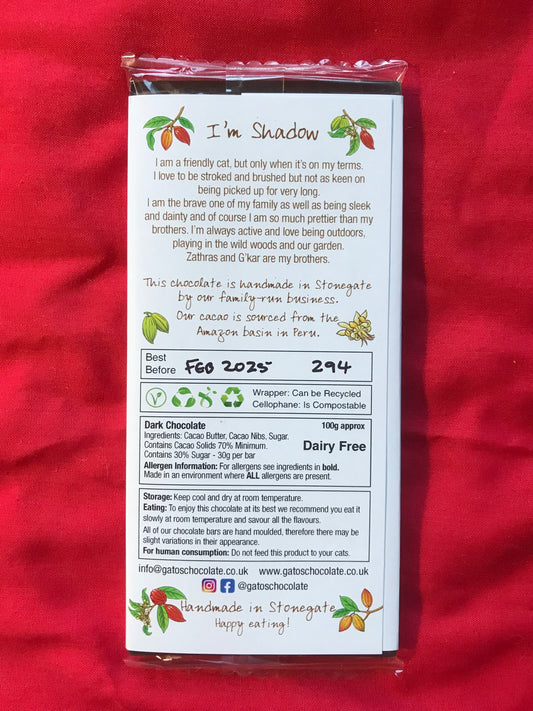 I'm Shadow
I am a friendly cat, but only when it's on my terms.
I love to be stroked and brushed but not as keen on
being picked up for very long.
I am the brave one of my family as well as being sleek
and dainty and of course I am so much prettier than my
brothers. I'm always active and love being outdoors,
playing in the wild woods and our garden.
Zathras and G'kar are my brothers.
This chocolate is handmade in Stonegate
by our family-run business.
Our cacao is sourced from the
Amazon basin in Peru.
Best
Before FEB 2025 294
Wrapper: Can be Recycled
Cellophane: Is Compostable
Dark Chocolate 100g approx
Ingredients: Cacao Butter, Cacao Nibs, Sugar.
Contains Cacao Solids 70% Minimum.
Contains 30% Sugar - 30g per bar
Dairy Free
Allergen Information: For allergens see ingredients in bold.
Made in an environment where ALL allergens are present.
Storage: Keep cool and dry at room temperature.
Eating: To enjoy this chocolate at its best we recommend you eat it
slowly at room temperature and savour all the flavours.
All of our chocolate bars are hand moulded, therefore there may be
slight variations in their appearance.
For human consumption: Do not feed this product to your cats.
info@gatoschocolate.co.uk www.gatoschocolate.co.uk
@gatoschocolate
Handmade in Stonegate
Happy eating!